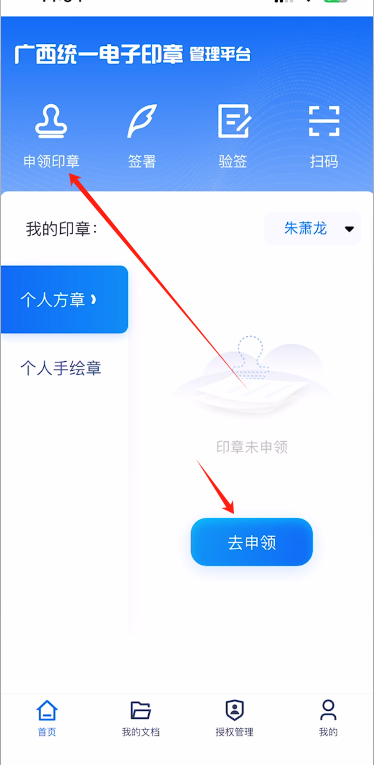 广西统一电子印章 管理平台
申领印章 签署 验签 扫码
我的印章： 朱萧龙
个人方章
个人手绘章
印章未申领
去申领
首页 我的文档 授权管理 我的